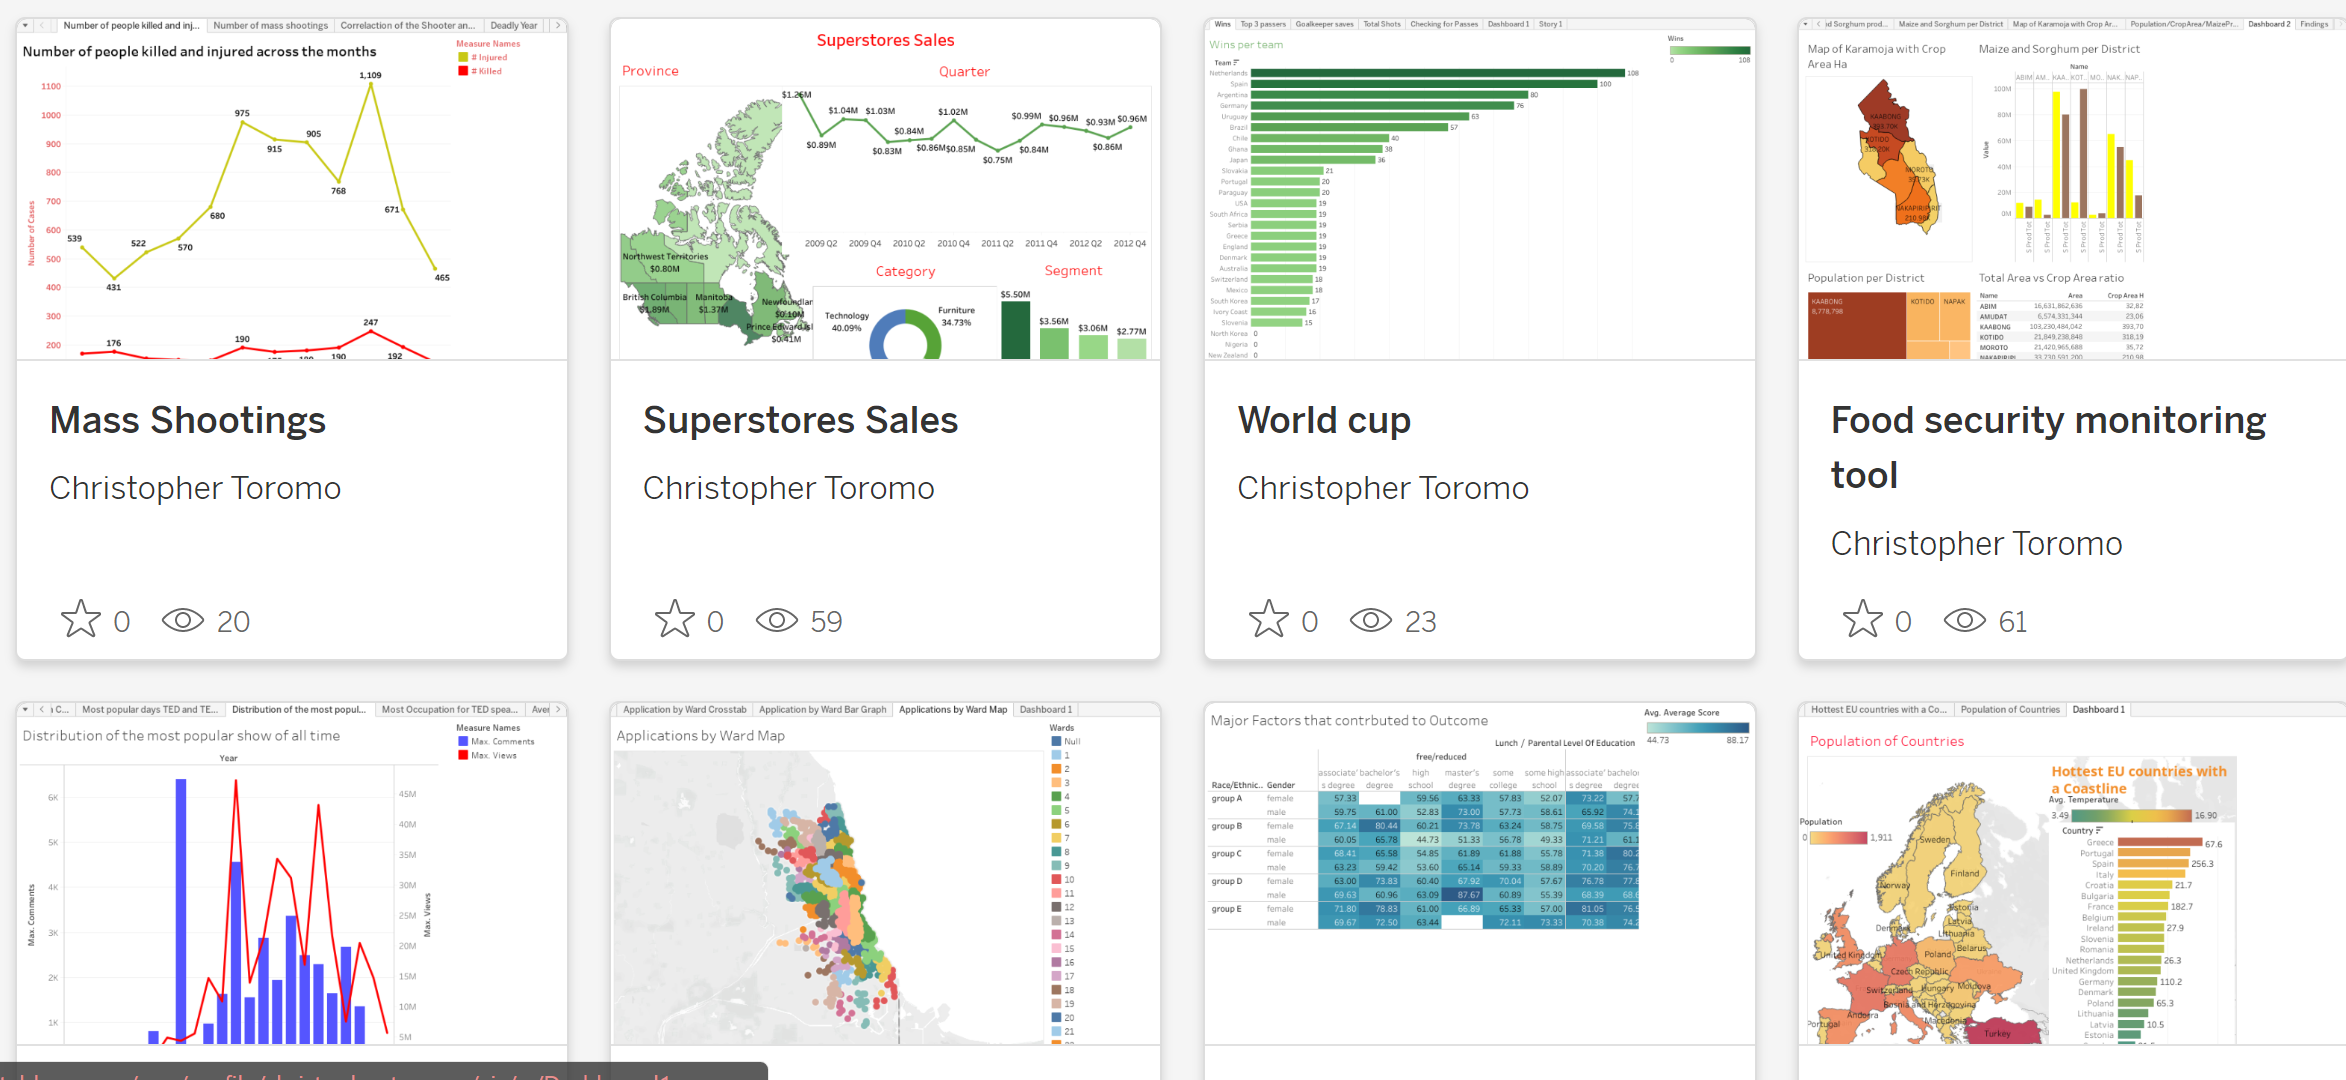 Number of people killed and inj...
Number of mass shootings
Correlaction of the Shooter an...
Deadly Year
Number of people killed and injured across the months
Measure Names
# Injured
# Killed
Number of Cases
1100
1000
900
800
700
600
500
400
300
200
539
431
522
570
680
975
915
905
768
1,109
671
465
176
190
190
247
192
Mass Shootings
Christopher Toromo
0
20
Superstores Sales
Province
Quarter
$1.26M
$0.89M
$1.04M
$1.03M
$0.83M
$0.84M
$0.86M
$1.02M
$0.85M
$0.75M
$0.99M
$0.84M
$0.96M
$0.93M
$0.86M
$0.96M
2009 Q2 2009 Q4 2010 Q2 2010 Q4 2011 Q2 2011 Q4 2012 Q2 2012 Q4
Northwest Territories
$0.80M
British Columbia
$1.89M
Manitoba
$1.37M
Newfoundlan
$0.10M
Prince Edward Isl
$0.41M
Category
Technology
40.09%
Furniture
34.73%
Segment
$5.50M
$3.56M
$3.06M
$2.77M
Superstores Sales
Christopher Toromo
0
59
Wins
Top 3 passers
Goalkeeper saves
Total Shots
Checking for Passes
Dashboard 1
Story 1
Wins per team
Wins
0 108
Team
Netherlands 108
Spain 100
Argentina 80
Germany 76
Uruguay 63
Brazil 57
Chile 40
Ghana 38
Japan 36
Slovakia 21
Portugal 20
Paraguay 20
USA 19
South Africa 19
Serbia 19
Greece 19
England 19
Denmark 19
Australia 19
Switzerland 18
Mexico 18
South Korea 17
Ivory Coast 16
Slovenia 15
North Korea 0
Nigeria 0
New Zealand 0
World cup
Christopher Toromo
0
23
id Sorghum prod...
Maize and Sorghum per District
Map of Karamoja with Crop Ar...
Population/CropArea/MaizePr...
Dashboard 2
Findings
Map of Karamoja with Crop
Area Ha
KAABONG
KOTIDO
MOROTO
Maize and Sorghum per District
Name
ABIM AM.. KAA.. KOT.. MO.. NAK.. NAP..
Value
100M
80M
60M
40M
20M
0M
Population per District
KAABONG
8,778,798
KOTIDO
NAPAK
Total Area vs Crop Area ratio
Name Area Crop Area H
ABIM 16,631,862,636 32,82
AMUDAT 6,574,331,344 23,06
KAABONG 103,230,484,042 393,70
KOTIDO 21,849,238,848 318,19
MOROTO 21,420,965,688 35,72
NAKAPIRIPI 33,730,591,200 210,98
Food security monitoring
tool
Christopher Toromo
0
61
Most popular days TED and TE...
Distribution of the most popul...
Most Occupation for TED spea...
Distribution of the most popular show of all time
Measure Names
Max. Comments
Max. Views
Year
Max. Comments
6K
5K
4K
3K
2K
1K
45M
40M
35M
30M
25M
20M
15M
10M
5M
Max. Views
Application by Ward Crosstab
Application by Ward Bar Graph
Applications by Ward Map
Dashboard 1
Applications by Ward Map
Wards
Null
1
2
3
4
5
6
7
8
9
10
11
12
13
14
15
16
17
18
19
20
21
Major Factors that contrbuted to Outcome
Avg. Average Score
44.73 88.17
Lunch / Parental Level Of Education
free/reduced
associate' bachelor's high master's some some high associate' bachelo
Race/Ethnic.. Gender s degree degree school degree college school s degree degree
group A female 57.33 59.56 63.33 57.83 52.07 73.22 57.7
male 59.75 61.00 52.83 73.00 57.73 58.61 65.92 74.1
group B female 67.14 80.44 60.21 73.78 63.24 58.75 69.58 75.8
male 60.05 65.78 44.73 51.33 56.78 49.33 71.21 61.1
group C female 68.41 65.58 54.85 61.89 61.88 55.78 71.38 80.2
male 63.23 59.42 53.60 65.14 59.33 58.89 70.20 76.7
group D female 63.00 73.83 60.40 67.92 70.04 57.67 76.78 77.8
male 69.63 60.96 63.09 87.67 60.89 55.39 68.39 68.6
group E female 71.80 78.83 61.00 66.89 65.33 57.00 81.05 76.5
male 69.67 72.50 63.44 72.11 73.33 70.38 74.2
Hottest EU countries with a Co...
Population of Countries
Dashboard 1
Population of Countries
Hottest EU countries with
a Coastline
Avg. Temperature
3.49 16.90
Population
0 1,911
Country
Greece 67.6
Portugal
Spain 256.3
Italy
Croatia 21.7
Bulgaria
France 182.7
Belgium
Ireland 27.9
Slovenia
Romania
Netherlands 26.3
United Kingdom
Germany 110.2
Denmark
Poland 65.3
Lithuania
Latvia 10.5
Estonia
Sweden
Finland
Norway
Estonia
Latvia
Lithuania
Belarus
United Kingdom
Poland
Czech Republic
Switzerland
Hungary
Moldova
Bosnia and Herzegovina
Andorra
Macedonia
Portugal
Turkey